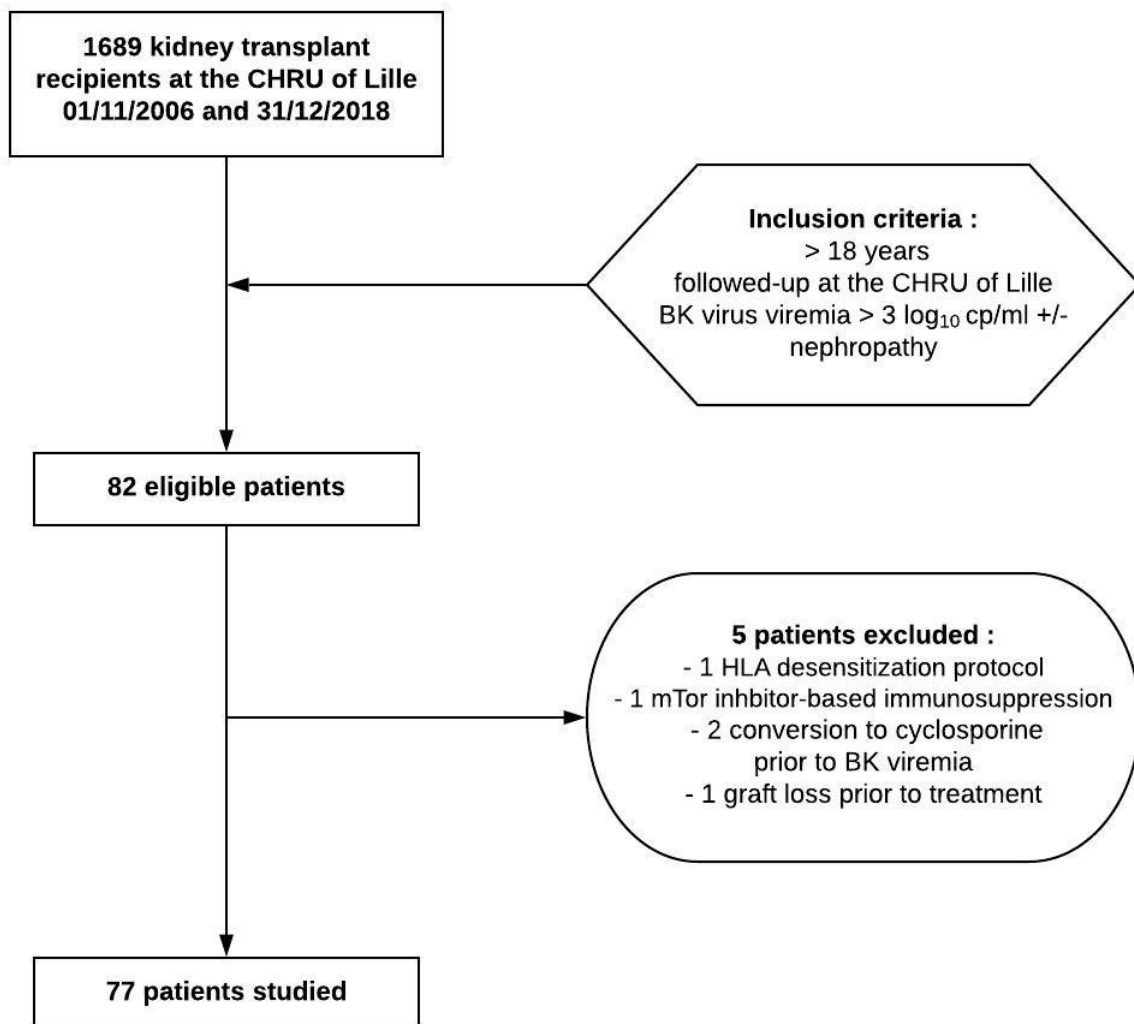 1689 kidney transplant
recipients at the CHRU of Lille
01/11/2006 and 31/12/2018
Inclusion criteria :
> 18 years
followed-up at the CHRU of Lille
BK virus viremia > 3 log₁₀ cp/ml +/-
nephropathy
82 eligible patients
5 patients excluded :
- 1 HLA desensitization protocol
- 1 mTor inhbitor-based immunosuppression
- 2 conversion to cyclosporine
prior to BK viremia
- 1 graft loss prior to treatment
77 patients studied